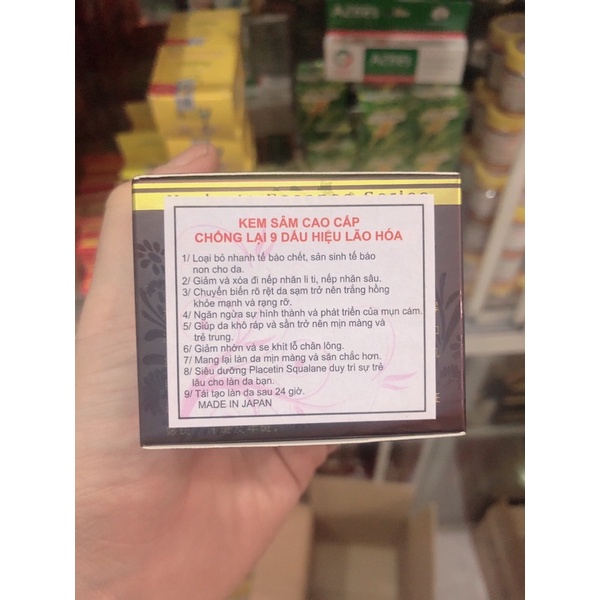 AZEIS
KEM SÂM CAO CẤP
CHỐNG LẠI 9 DẤU HIỆU LÃO HÓA
1/ Loại bỏ nhanh tế bào chết, sản sinh tế bào
non cho da.
2/ Giảm và xóa đi nếp nhăn li ti, nếp nhăn sâu.
3/ Chuyển biến rõ rệt da sạm trở nên trắng hồng
khỏe mạnh và rạng rỡ.
4/ Ngăn ngừa sự hình thành và phát triển của mụn cám.
5/ Giúp da khô ráp và sần trở nên mịn màng và
trẻ trung.
6/ Giảm nhờn và se khít lỗ chân lông.
7/ Mang lại làn da mịn màng và săn chắc hơn.
8/ Siêu dưỡng Placetin Squalane duy trì sự trẻ
lâu cho làn da bạn.
9/ Tái tạo làn da sau 24 giờ.
MADE IN JAPAN